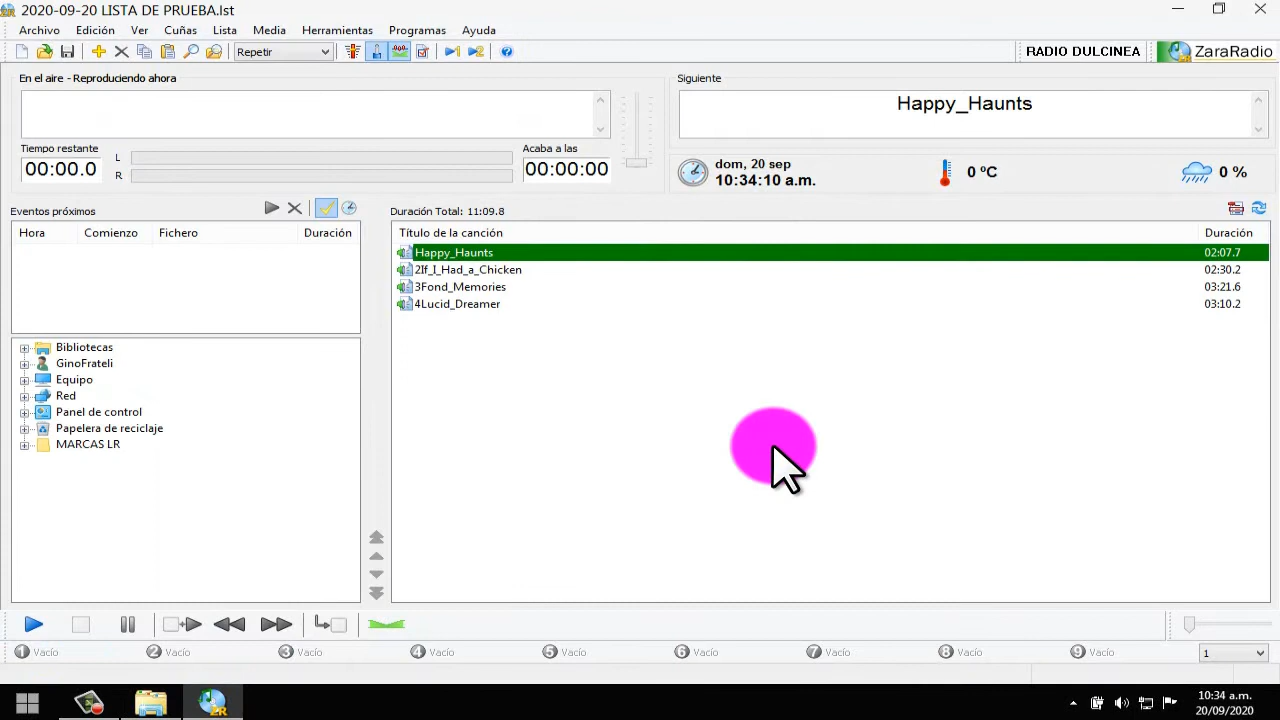 2020-09-20 LISTA DE PRUEBA.lst
Archivo Edición Ver Cuñas Lista Media Herramientas Programas Ayuda
Repetir RADIO DULCINEA ZaraRadio
En el aire - Reproduciendo ahora
Siguiente
Happy_Haunts
Tiempo restante
Acaba a las
00:00.0
L
R
00:00:00
dom, 20 sep
10:34:10 a.m.
0 ºC
0 %
Eventos próximos
Duración Total: 11:09.8
Hora Comienzo Fichero Duración
Título de la canción Duración
Happy_Haunts 02:07.7
2If_I_Had_a_Chicken 02:30.2
3Fond_Memories 03:21.6
4Lucid_Dreamer 03:10.2
Bibliotecas
GinoFrateli
Equipo
Red
Panel de control
Papelera de reciclaje
MARCAS LR
1 Vacío 2 Vacío 3 Vacío 4 Vacío 5 Vacío 6 Vacío 7 Vacío 8 Vacío 9 Vacío 1
10:34 a.m.
20/09/2020